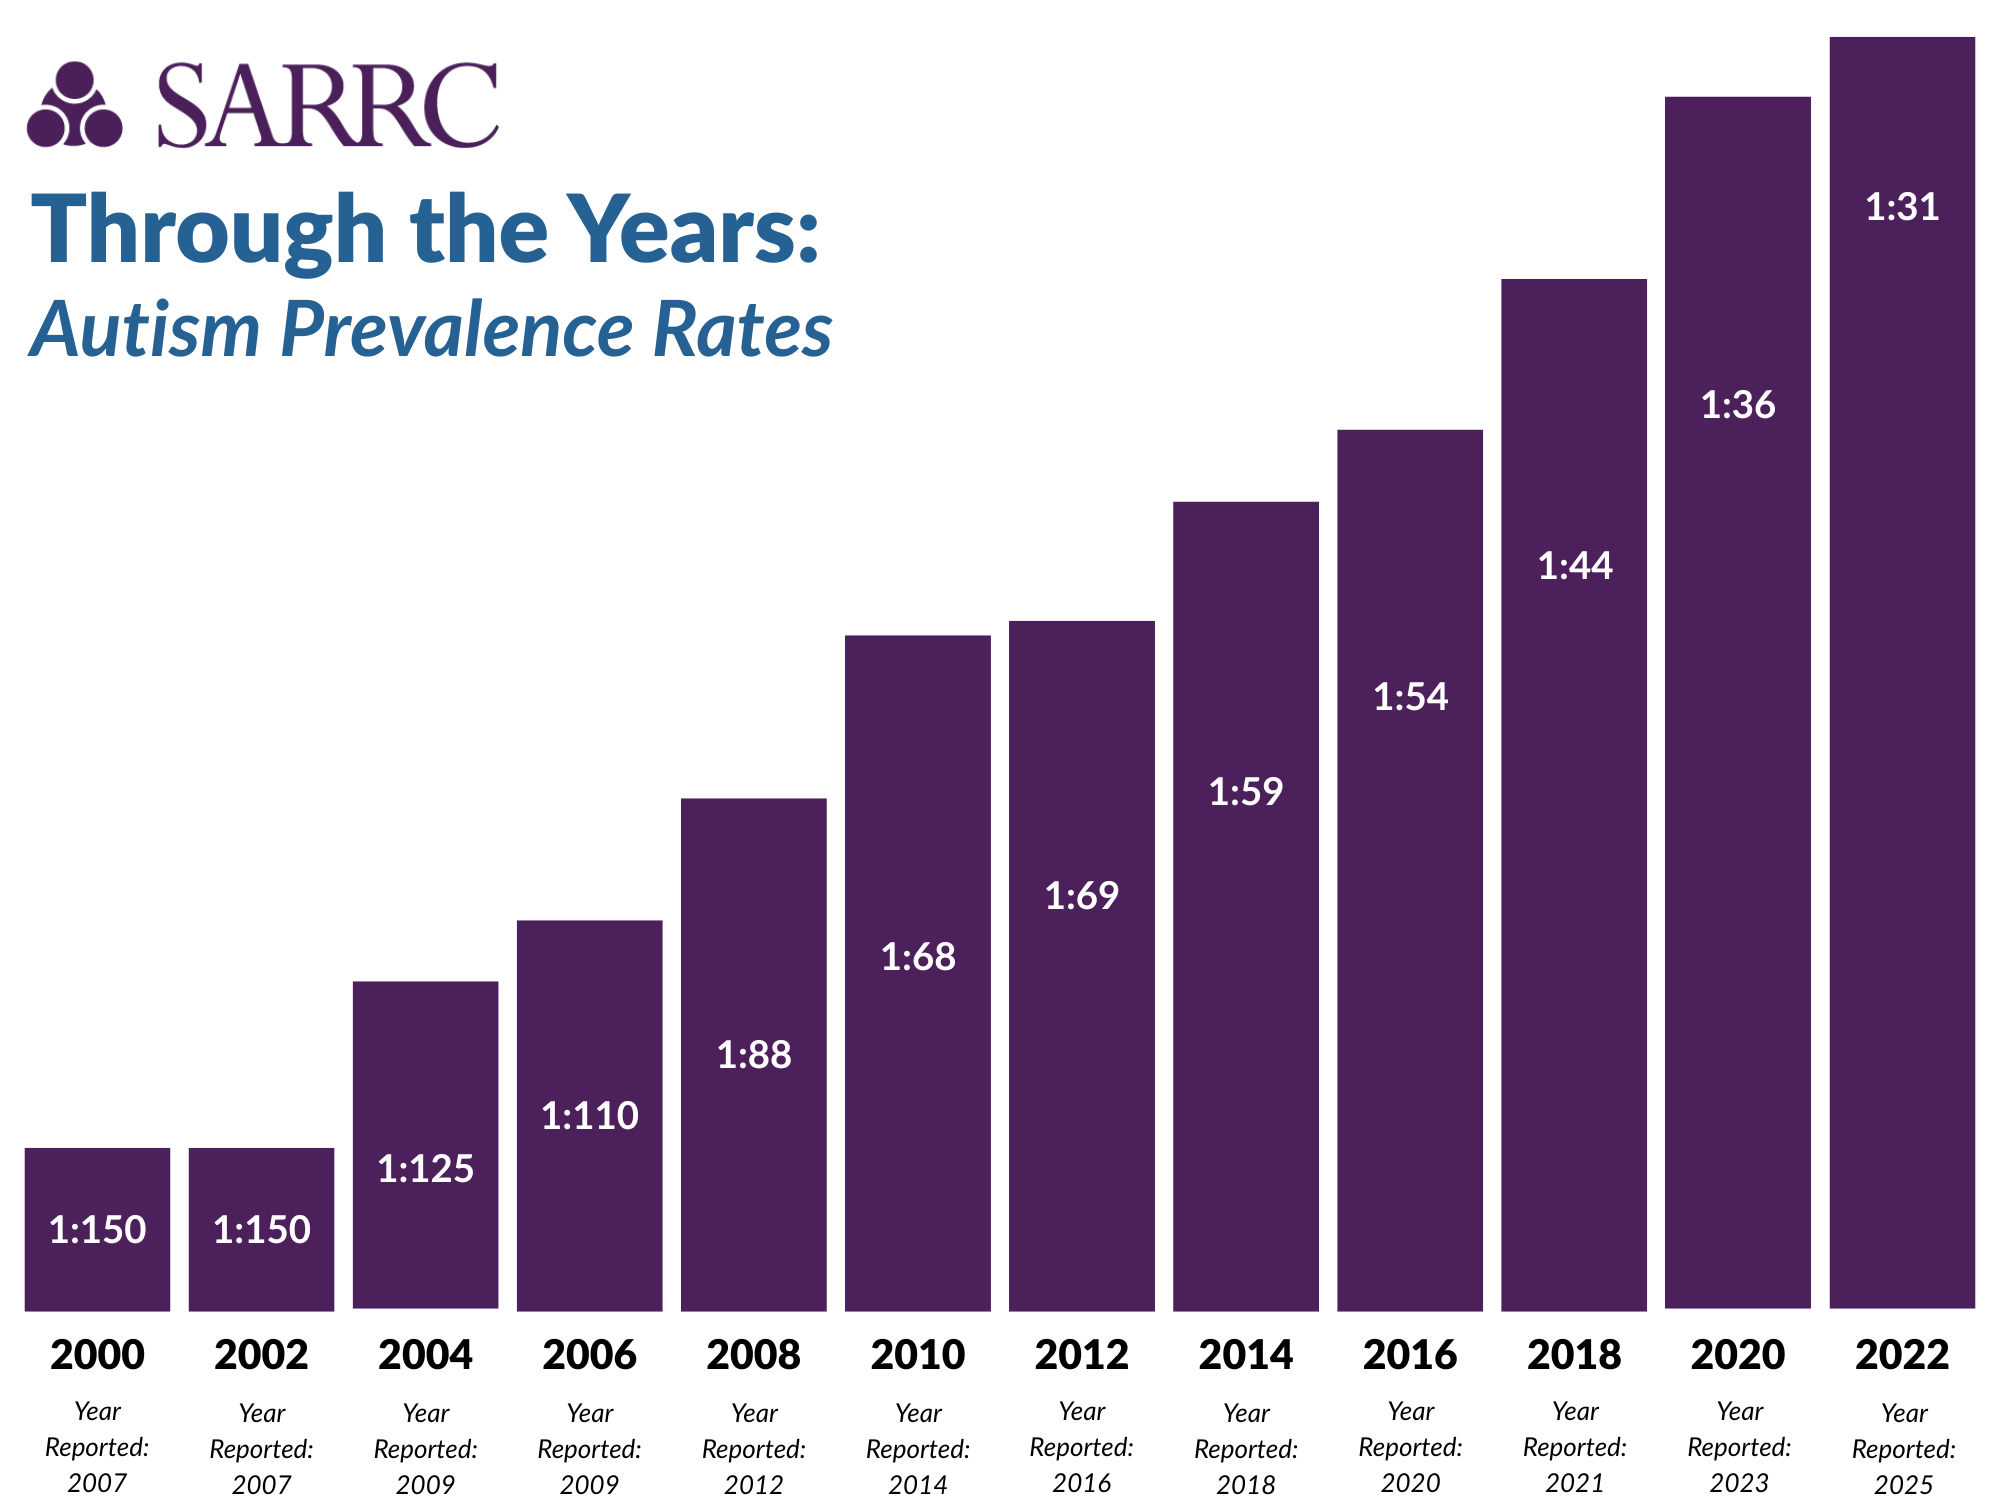 SARRC
Through the Years:
Autism Prevalence Rates
1:150
1:150
1:125
1:110
1:88
1:68
1:69
1:59
1:54
1:44
1:36
1:31
2000
Year
Reported:
2007
2002
Year
Reported:
2007
2004
Year
Reported:
2009
2006
Year
Reported:
2009
2008
Year
Reported:
2012
2010
Year
Reported:
2014
2012
Year
Reported:
2016
2014
Year
Reported:
2018
2016
Year
Reported:
2020
2018
Year
Reported:
2021
2020
Year
Reported:
2023
2022
Year
Reported:
2025